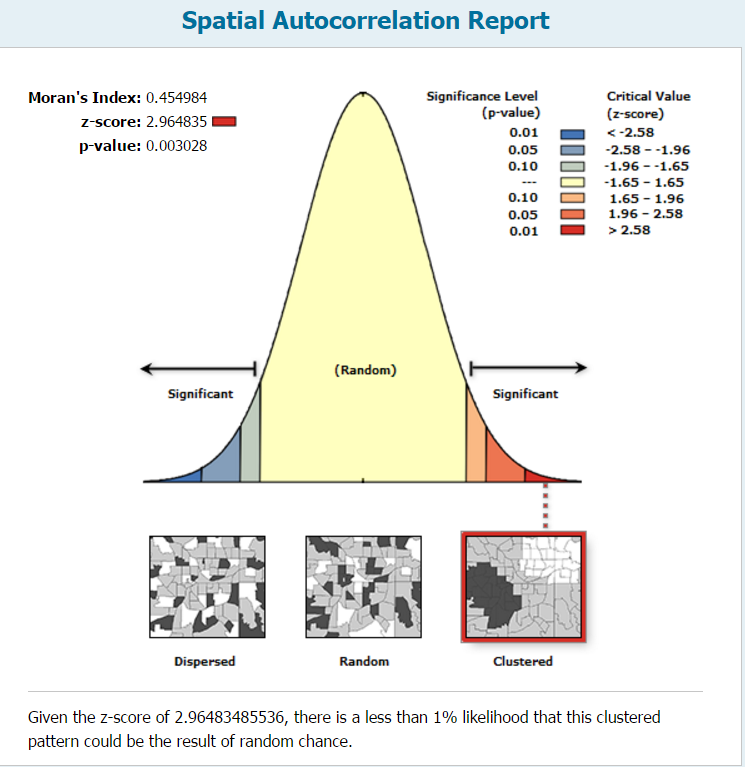 Spatial Autocorrelation Report
Moran's Index: 0.454984
z-score: 2.964835
p-value: 0.003028
Significance Level (p-value)
Critical Value (z-score)
0.01 < -2.58
0.05 -2.58 – -1.96
0.10 -1.96 – -1.65
--- -1.65 – 1.65
0.10 1.65 – 1.96
0.05 1.96 – 2.58
0.01 > 2.58
Significant
(Random)
Significant
Dispersed
Random
Clustered
Given the z-score of 2.96483485536, there is a less than 1% likelihood that this clustered
pattern could be the result of random chance.